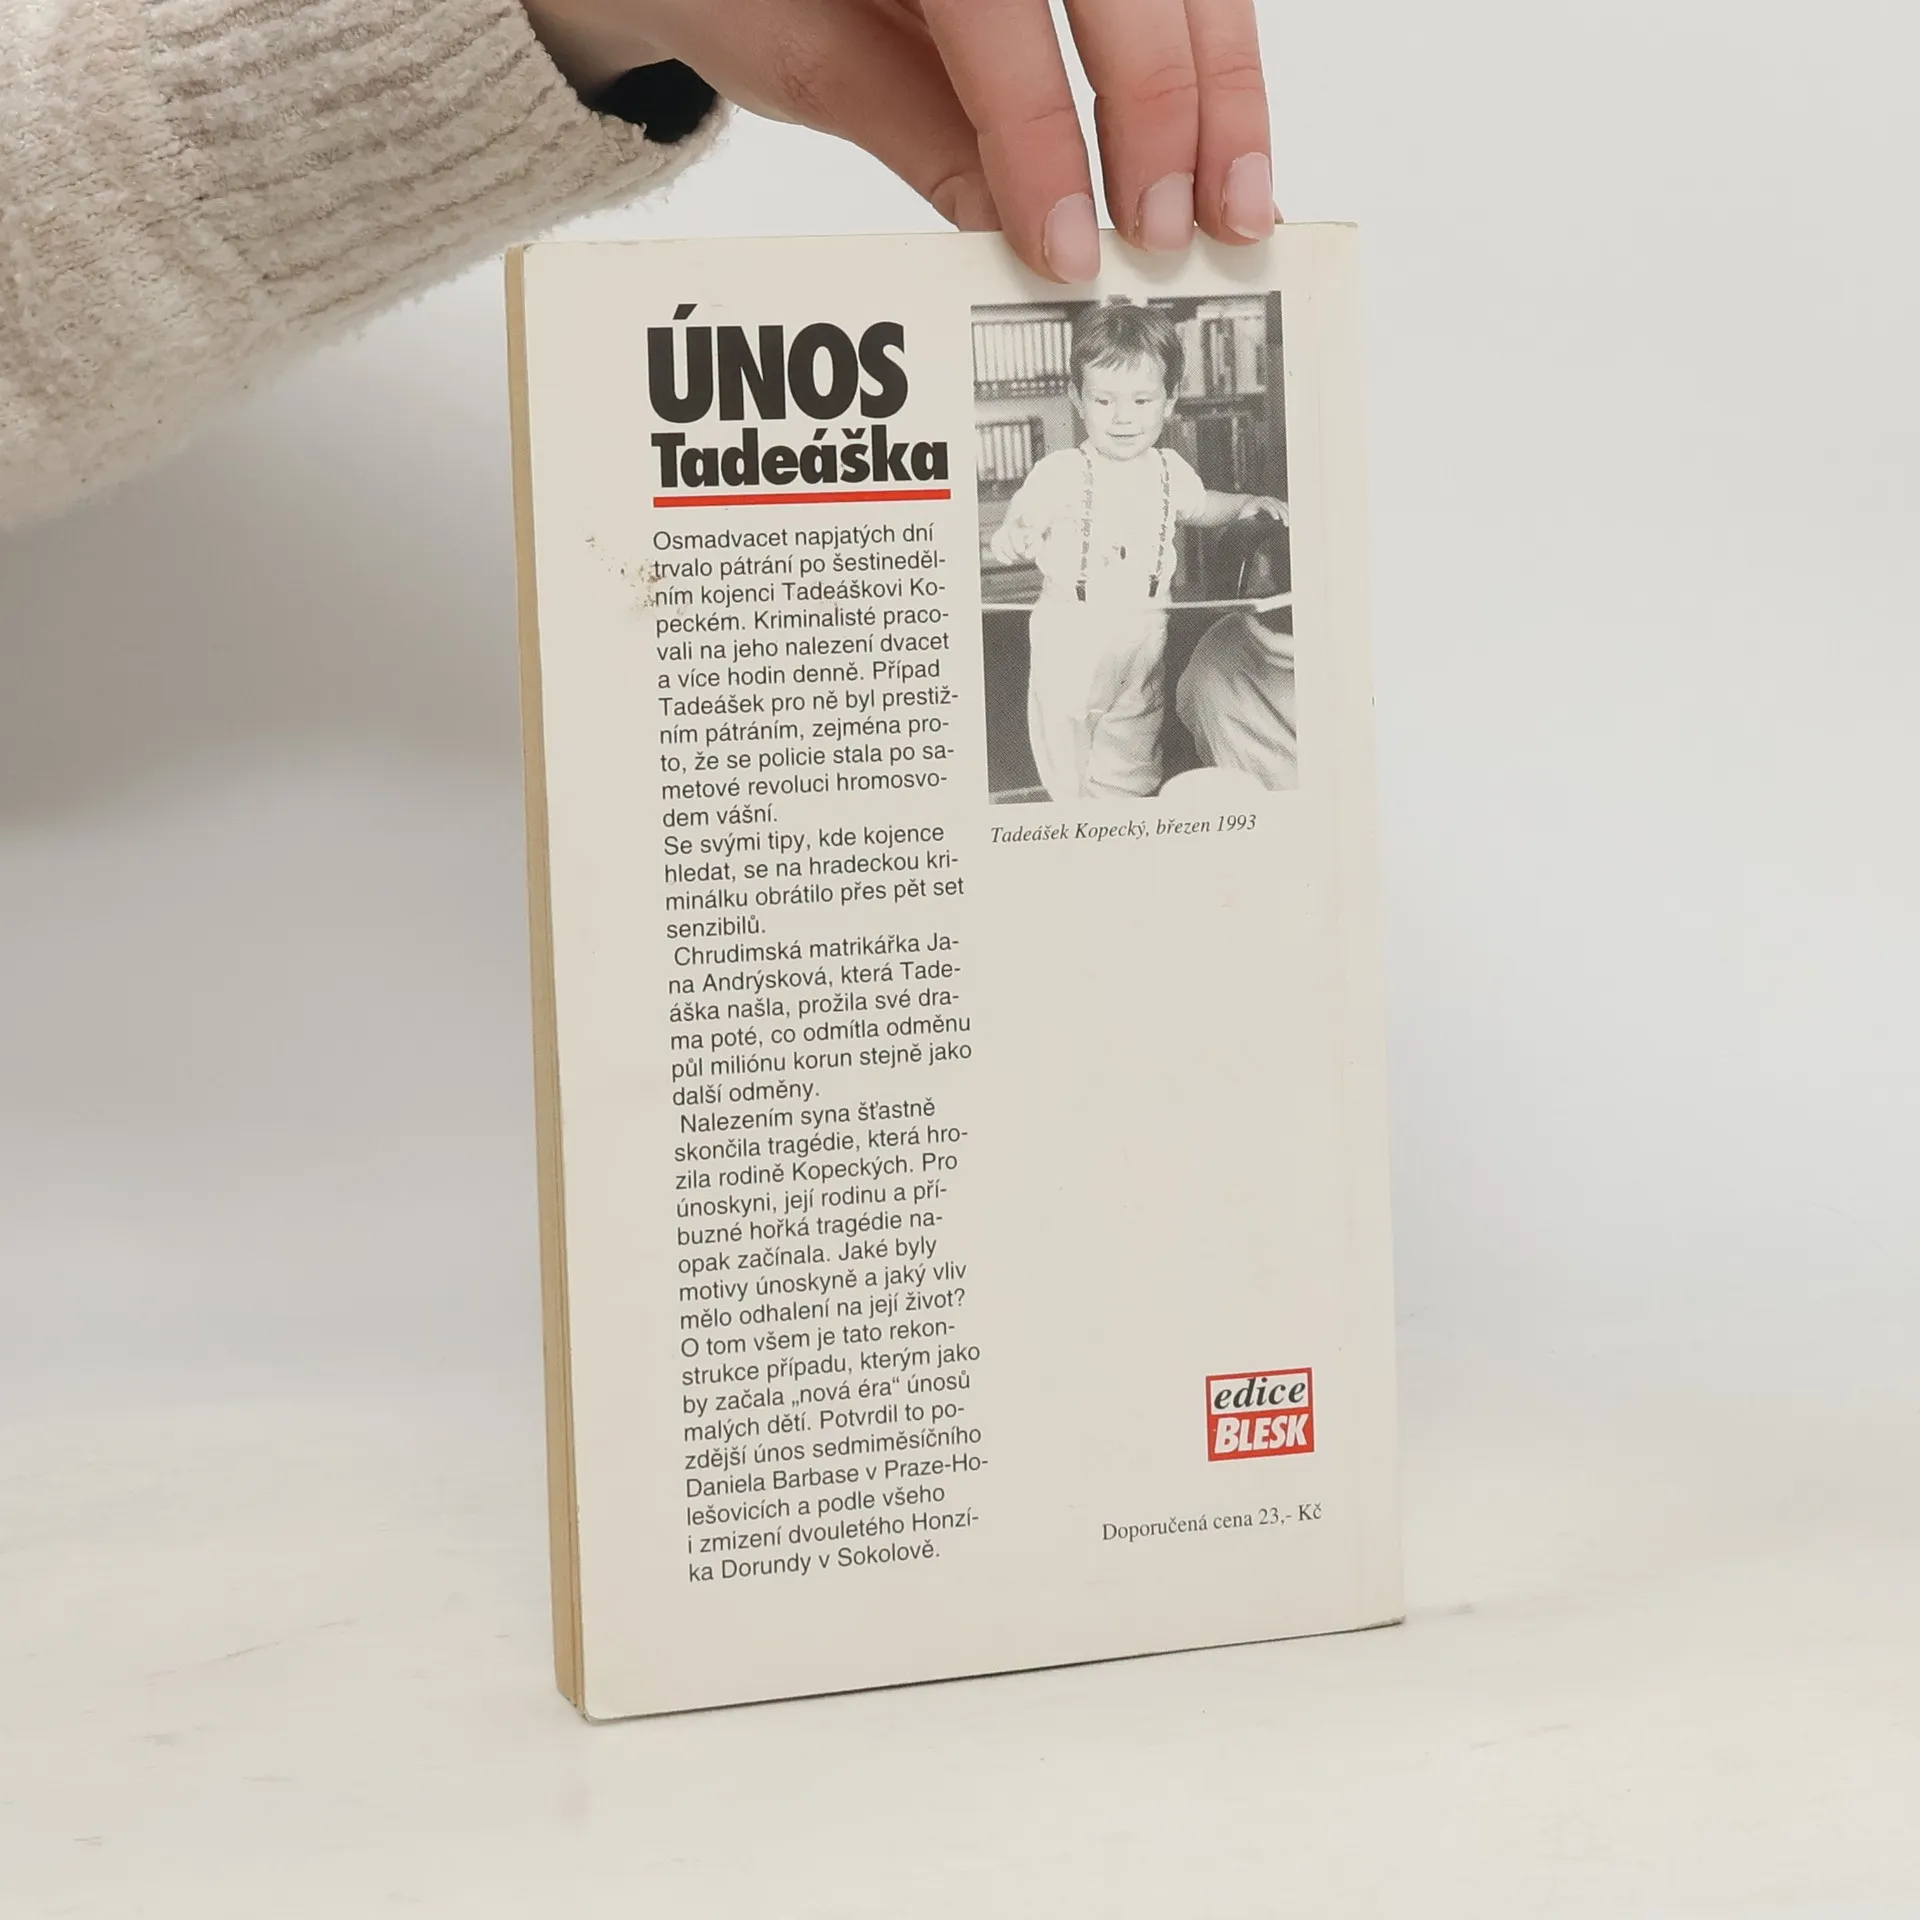 ÚNOS
Tadeáška
Osmadvacet napjatých dní
trvalo pátrání po šestineděl-
ním kojenci Tadeáškovi Ko-
peckém. Kriminalisté praco-
vali na jeho nalezení dvacet
a více hodin denně. Případ
Tadeášek pro ně byl prestiž-
ním pátráním, zejména pro-
to, že se policie stala po sa-
metové revoluci hromosvo-
dem vášní.
Se svými tipy, kde kojence
hledat, se na hradeckou kri-
minálku obrátilo přes pět set
senzibilů.
Chrudimská matrikářka Ja-
na Andrýsková, která Tade-
áška našla, prožila své dra-
ma poté, co odmítla odměnu
půl miliónu korun stejně jako
další odměny.
Nalezením syna šťastně
skončila tragédie, která hro-
zila rodině Kopeckých. Pro
únoskyni, její rodinu a pří-
buzné hořká tragédie na-
opak začínala. Jaké byly
motivy únoskyně a jaký vliv
mělo odhalení na její život?
O tom všem je tato rekon-
strukce případu, kterým jako
by začala „nová éra“ únosů
malých dětí. Potvrdil to po-
zdější únos sedmiměsíčního
Daniela Barbase v Praze-Ho-
lešovicích a podle všeho
i zmizení dvouletého Honzí-
ka Dorundy v Sokolově.
Tadeášek Kopecký, březen 1993
edice
BLESK
Doporučená cena 23,- Kč